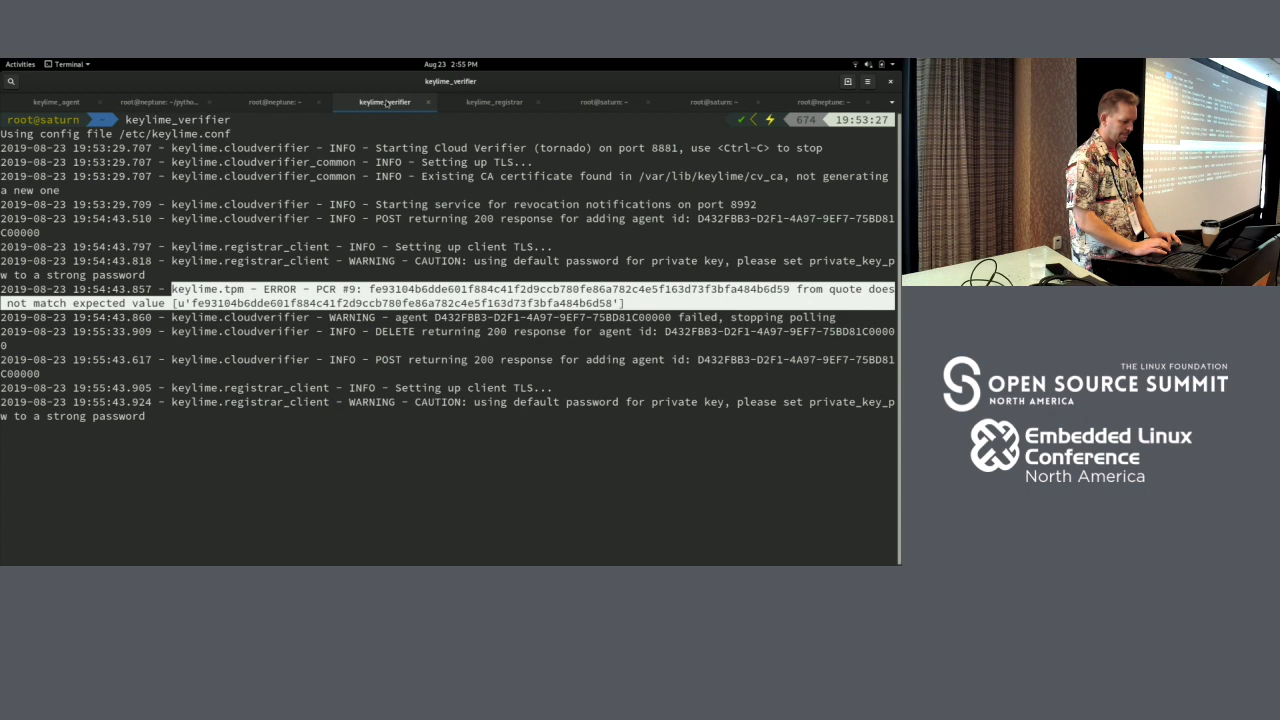 Activities
Terminal
Aug 23 2:55 PM
keylime_verifier
keylime_agent
root@neptune: ~/pytho...
root@neptune: ~
keylime_verifier
keylime_registrar
root@saturn: ~
root@saturn: ~
root@neptune: ~
root@saturn ~ keylime_verifier
674 19:53:27
Using config file /etc/keylime.conf
2019-08-23 19:53:29.707 - keylime.cloudverifier - INFO - Starting Cloud Verifier (tornado) on port 8881, use <Ctrl-C> to stop
2019-08-23 19:53:29.707 - keylime.cloudverifier_common - INFO - Setting up TLS...
2019-08-23 19:53:29.707 - keylime.cloudverifier_common - INFO - Existing CA certificate found in /var/lib/keylime/cv_ca, not generating
a new one
2019-08-23 19:53:29.709 - keylime.cloudverifier - INFO - Starting service for revocation notifications on port 8992
2019-08-23 19:54:43.510 - keylime.cloudverifier - INFO - POST returning 200 response for adding agent id: D432FBB3-D2F1-4A97-9EF7-75BD81
C00000
2019-08-23 19:54:43.797 - keylime.registrar_client - INFO - Setting up client TLS...
2019-08-23 19:54:43.818 - keylime.registrar_client - WARNING - CAUTION: using default password for private key, please set private_key_p
w to a strong password
2019-08-23 19:54:43.857 - keylime.tpm - ERROR - PCR #9: fe93104b6dde601f884c41f2d9ccb780fe86a782c4e5f163d73f3bfa484b6d59 from quote does
not match expected value [u'fe93104b6dde601f884c41f2d9ccb780fe86a782c4e5f163d73f3bfa484b6d58']
2019-08-23 19:54:43.860 - keylime.cloudverifier - WARNING - agent D432FBB3-D2F1-4A97-9EF7-75BD81C00000 failed, stopping polling
2019-08-23 19:55:33.909 - keylime.cloudverifier - INFO - DELETE returning 200 response for agent id: D432FBB3-D2F1-4A97-9EF7-75BD81C0000
0
2019-08-23 19:55:43.617 - keylime.cloudverifier - INFO - POST returning 200 response for adding agent id: D432FBB3-D2F1-4A97-9EF7-75BD81
C00000
2019-08-23 19:55:43.905 - keylime.registrar_client - INFO - Setting up client TLS...
2019-08-23 19:55:43.924 - keylime.registrar_client - WARNING - CAUTION: using default password for private key, please set private_key_p
w to a strong password
THE LINUX FOUNDATION
OPEN SOURCE SUMMIT
NORTH AMERICA
Embedded Linux
Conference
North America